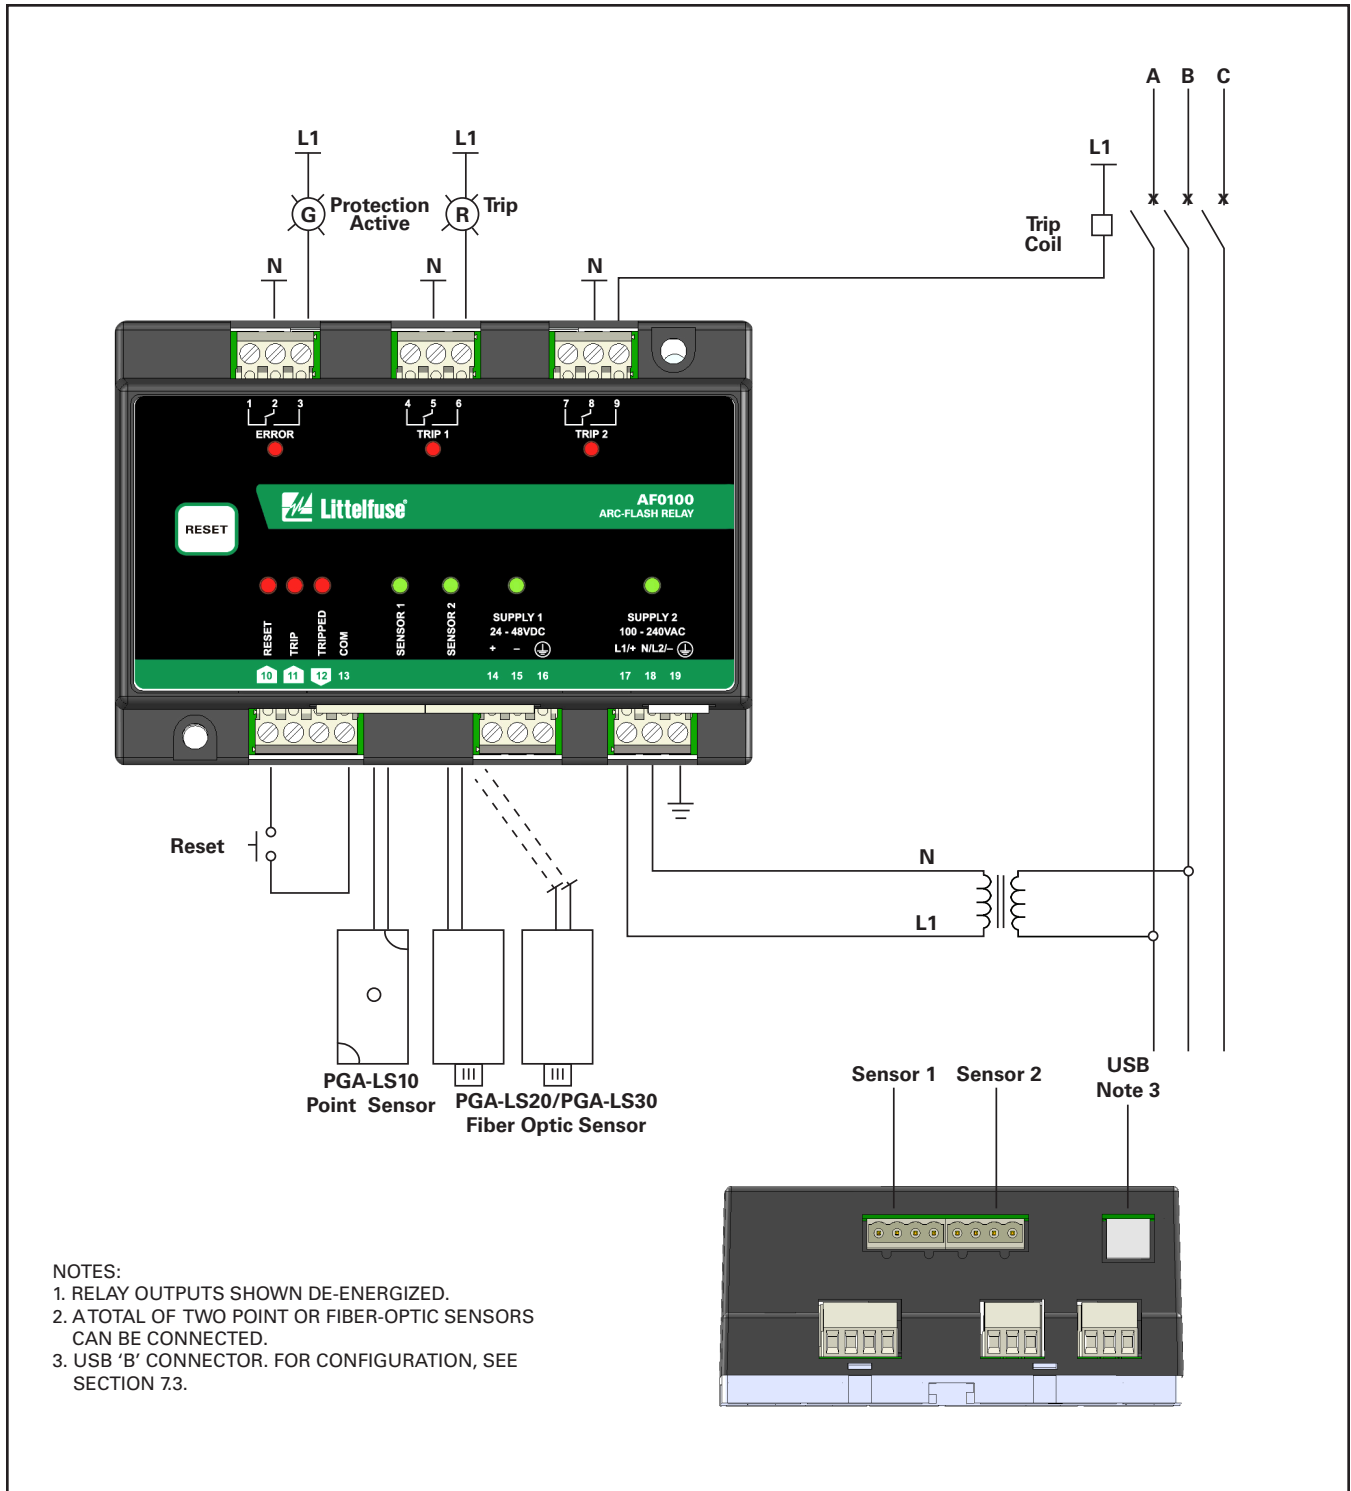 A B C
L1 L1 L1
G Protection Active
R Trip
Trip Coil
N N N
1 2 3 4 5 6 7 8 9
ERROR TRIP 1 TRIP 2
Littelfuse®
AF0100
ARC-FLASH RELAY
RESET
RESET TRIP TRIPPED COM SENSOR 1 SENSOR 2
SUPPLY 1
24 - 48VDC
+ –
SUPPLY 2
100 - 240VAC
L1/+ N/L2/–
10 11 12 13 14 15 16 17 18 19
Reset
N
L1
PGA-LS10
Point Sensor
PGA-LS20/PGA-LS30
Fiber Optic Sensor
Sensor 1 Sensor 2
USB
Note 3
NOTES:
1. RELAY OUTPUTS SHOWN DE-ENERGIZED.
2. A TOTAL OF TWO POINT OR FIBER-OPTIC SENSORS
CAN BE CONNECTED.
3. USB ‘B’ CONNECTOR. FOR CONFIGURATION, SEE
SECTION 7.3.